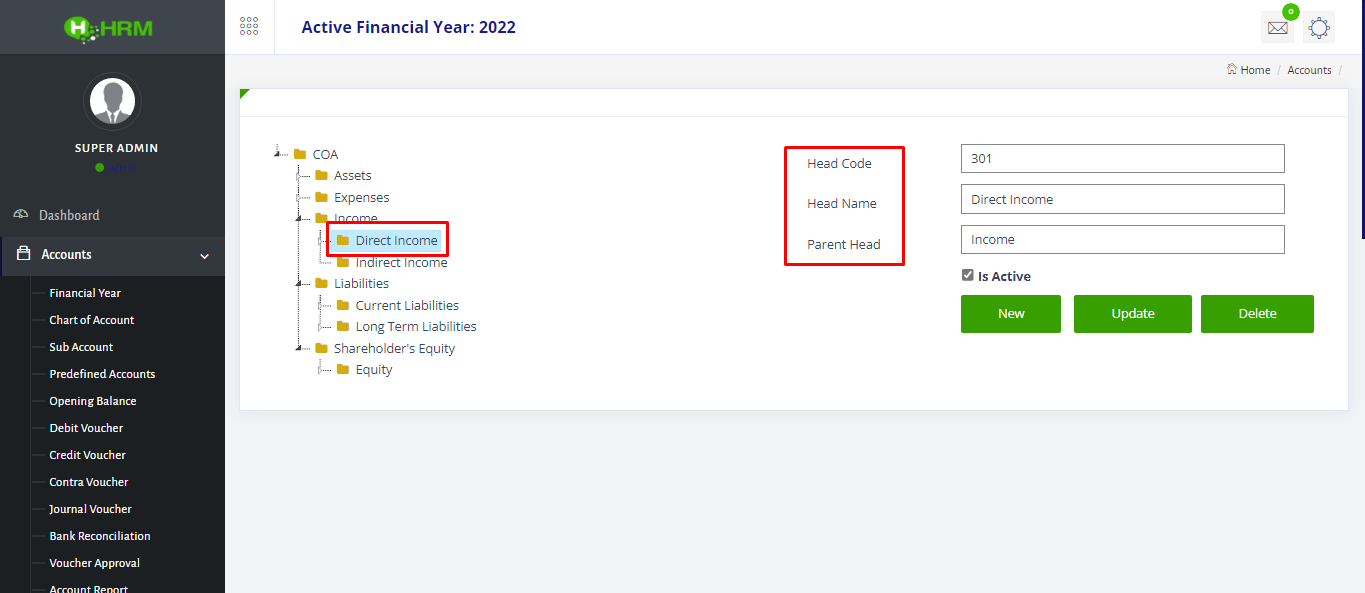 HRM
Active Financial Year: 2022
0
Home / Accounts /
SUPER ADMIN
Dashboard
Accounts
Financial Year
Chart of Account
Sub Account
Predefined Accounts
Opening Balance
Debit Voucher
Credit Voucher
Contra Voucher
Journal Voucher
Bank Reconciliation
Voucher Approval
Account Report
COA
Assets
Expenses
Income
Direct Income
Indirect Income
Liabilities
Current Liabilities
Long Term Liabilities
Shareholder's Equity
Equity
Head Code 301
Head Name Direct Income
Parent Head Income
Is Active
New Update Delete